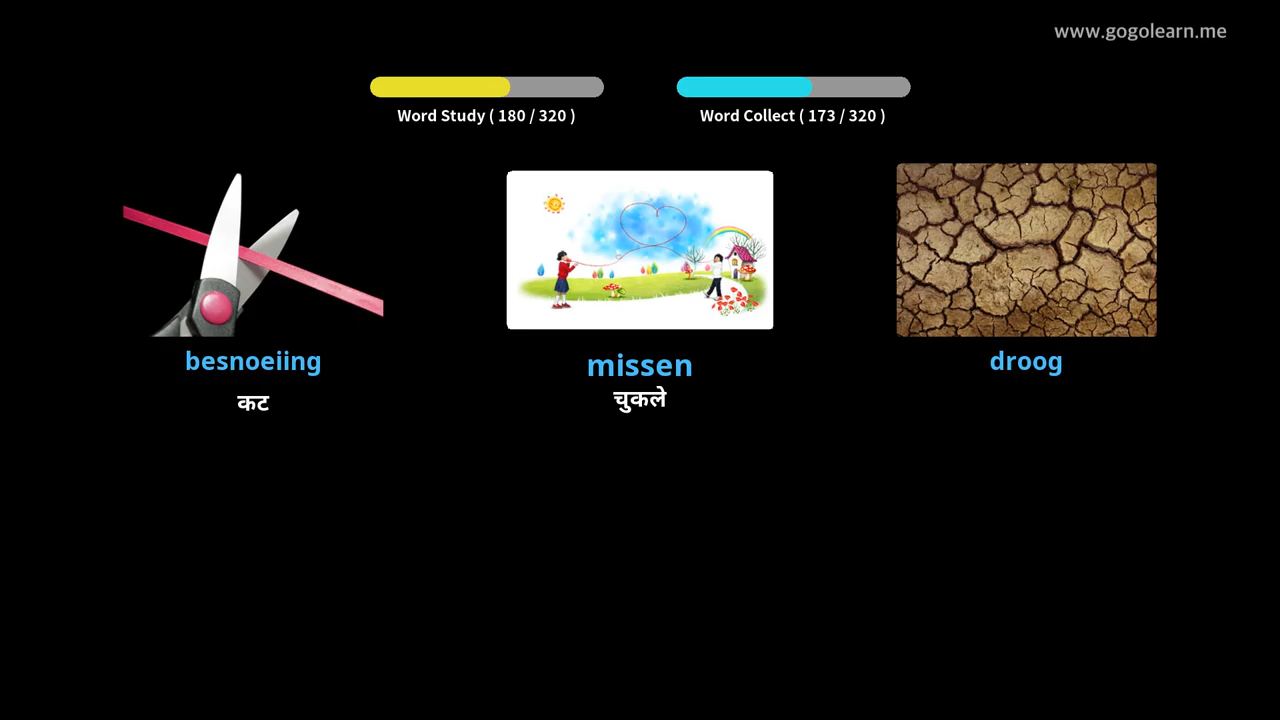 www.gogolearn.me
Word Study ( 180 / 320 )
Word Collect ( 173 / 320 )
besnoeiing
कट
missen
चुकले
droog